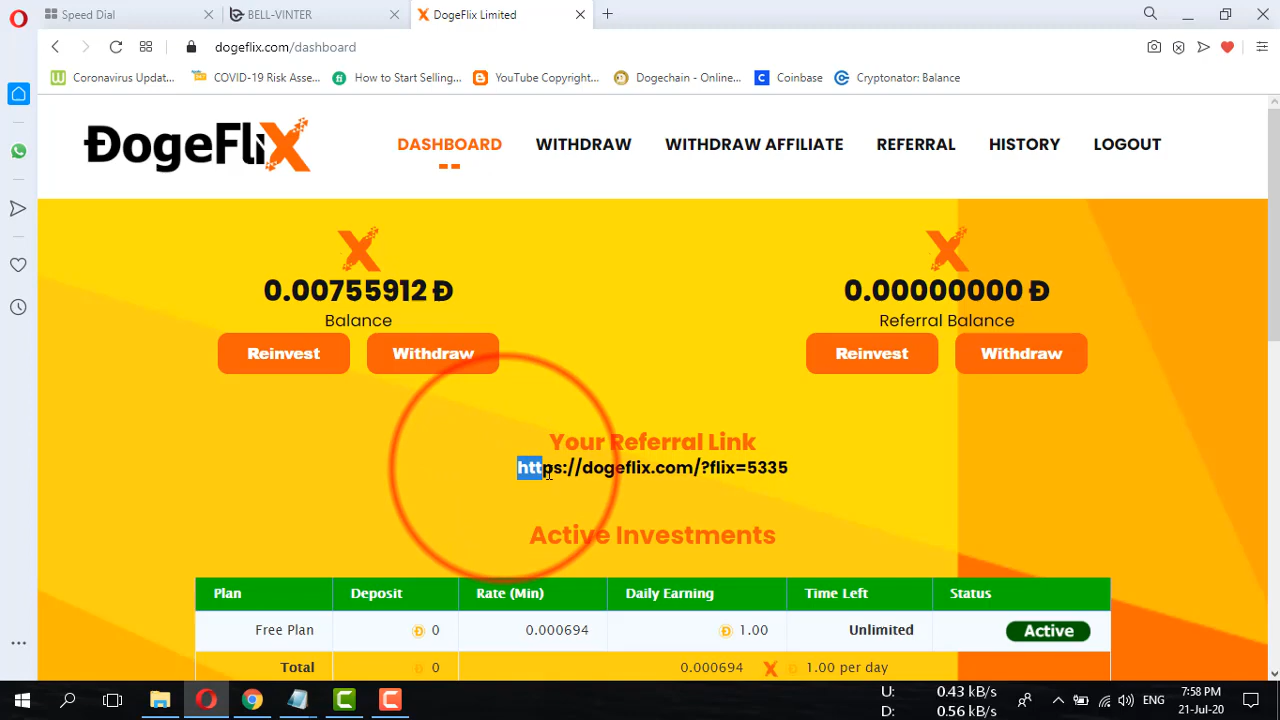 Speed Dial
BELL-VINTER
DogeFlix Limited
dogeflix.com/dashboard
Coronavirus Updat...
COVID-19 Risk Asse...
How to Start Selling...
YouTube Copyright...
Dogechain - Online...
Coinbase
Cryptonator: Balance
ÐogeFliX
DASHBOARD
WITHDRAW
WITHDRAW AFFILIATE
REFERRAL
HISTORY
LOGOUT
0.00755912 Ð
Balance
Reinvest
Withdraw
0.00000000 Ð
Referral Balance
Reinvest
Withdraw
Your Referral Link
https://dogeflix.com/?flix=5335
Active Investments
Plan Deposit Rate (Min) Daily Earning Time Left Status
Free Plan 0 0.000694 1.00 Unlimited Active
Total 0 0.000694 1.00 per day
U: 0.43 kB/s
D: 0.56 kB/s
ENG
7:58 PM
21-Jul-20